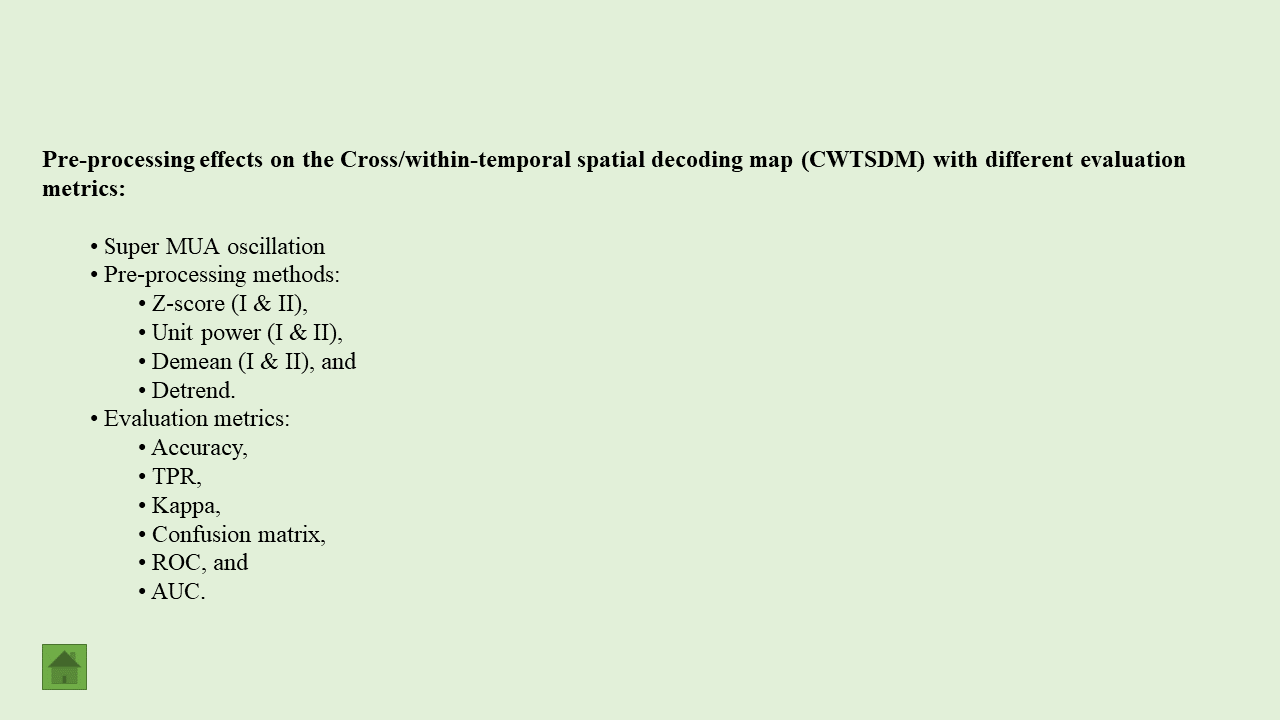 Pre-processing effects on the Cross/within-temporal spatial decoding map (CWTSDM) with different evaluation
metrics:
• Super MUA oscillation
• Pre-processing methods:
• Z-score (I & II),
• Unit power (I & II),
• Demean (I & II), and
• Detrend.
• Evaluation metrics:
• Accuracy,
• TPR,
• Kappa,
• Confusion matrix,
• ROC, and
• AUC.